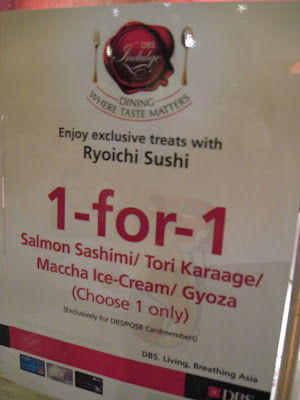 DBS
Indulge
DINING
WHERE TASTE MATTERS
Enjoy exclusive treats with
Ryoichi Sushi
1-for-1
Salmon Sashimi/ Tori Karaage/
Maccha Ice-Cream/ Gyoza
(Choose 1 only)
(Exclusively for DBS/POSB Cardmembers)
DBS. Living, Breathing Asia
DBS